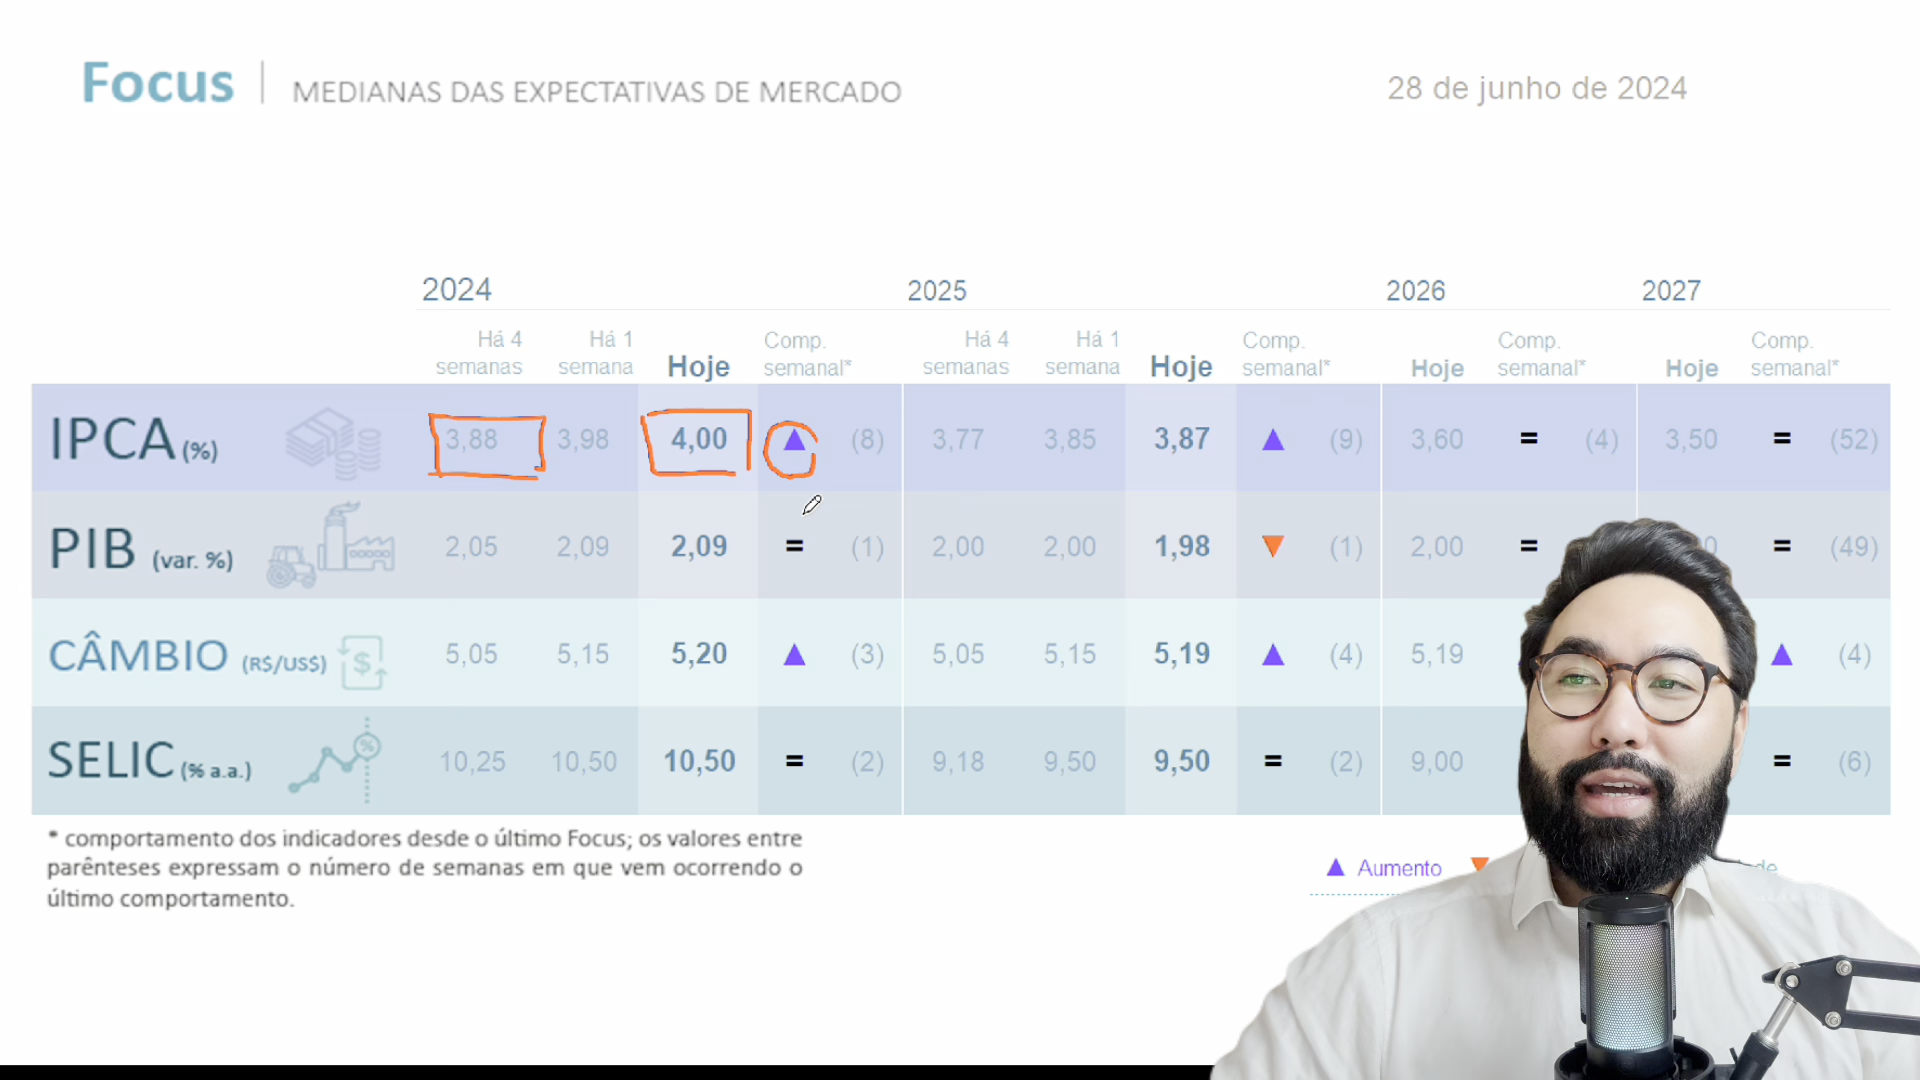 Focus | MEDIANAS DAS EXPECTATIVAS DE MERCADO 28 de junho de 2024
2024 2025 2026 2027
Há 4 semanas Há 1 semana Hoje Comp. semanal* Há 4 semanas Há 1 semana Hoje Comp. semanal* Hoje Comp. semanal* Hoje Comp. semanal*
IPCA (%) 3,88 3,98 4,00 ▲ (8) 3,77 3,85 3,87 ▲ (9) 3,60 = (4) 3,50 = (52)
PIB (var. %) 2,05 2,09 2,09 = (1) 2,00 2,00 1,98 ▼ (1) 2,00 = = (49)
CÂMBIO (R$/US$) $ 5,05 5,15 5,20 ▲ (3) 5,05 5,15 5,19 ▲ (4) 5,19 ▲ (4)
SELIC (% a.a.) % 10,25 10,50 10,50 = (2) 9,18 9,50 9,50 = (2) 9,00 = (6)
* comportamento dos indicadores desde o último Focus; os valores entre
parênteses expressam o número de semanas em que vem ocorrendo o
último comportamento.
▲ Aumento ▼